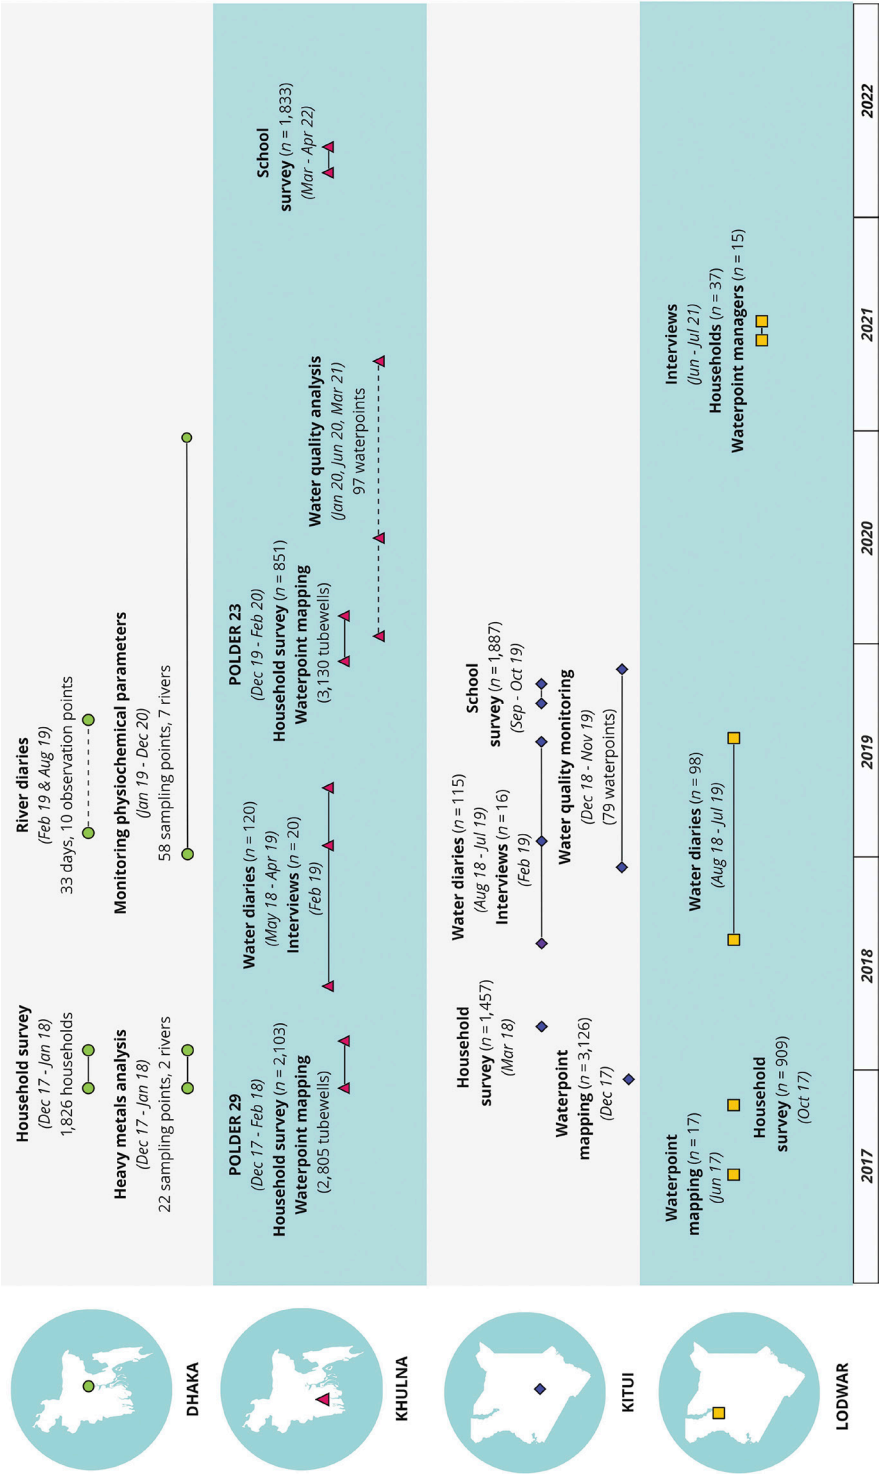 DHAKA
Household survey
(Dec 17 - Jan 18)
1,826 households
Heavy metals analysis
(Dec 17 - Jan 18)
22 sampling points, 2 rivers
River diaries
(Feb 19 & Aug 19)
33 days, 10 observation points
Monitoring physiochemical parameters
(Jan 19 - Dec 20)
58 sampling points, 7 rivers
KHULNA
POLDER 29
(Dec 17 - Feb 18)
Household survey (n = 2,103)
Waterpoint mapping
(2,805 tubewells)
Water diaries (n = 120)
(May 18 - Apr 19)
Interviews (n = 20)
(Feb 19)
POLDER 23
(Dec 19 - Feb 20)
Household survey (n = 851)
Waterpoint mapping
(3,130 tubewells)
Water quality analysis
(Jan 20, Jun 20, Mar 21)
97 waterpoints
School
survey (n = 1,833)
(Mar - Apr 22)
KITUI
Household
survey (n = 1,457)
(Mar 18)
Waterpoint
mapping (n = 3,126)
(Dec 17)
Water diaries (n = 115)
(Aug 18 - Jul 19)
Interviews (n = 16)
(Feb 19)
School
survey (n = 1,887)
(Sep - Oct 19)
Water quality monitoring
(Dec 18 - Nov 19)
(79 waterpoints)
LODWAR
Waterpoint
mapping (n = 17)
(Jun 17)
Household
survey (n = 909)
(Oct 17)
Water diaries (n = 98)
(Aug 18 - Jul 19)
Interviews
(Jun - Jul 21)
Households (n = 37)
Waterpoint managers (n = 15)
2017 2018 2019 2020 2021 2022